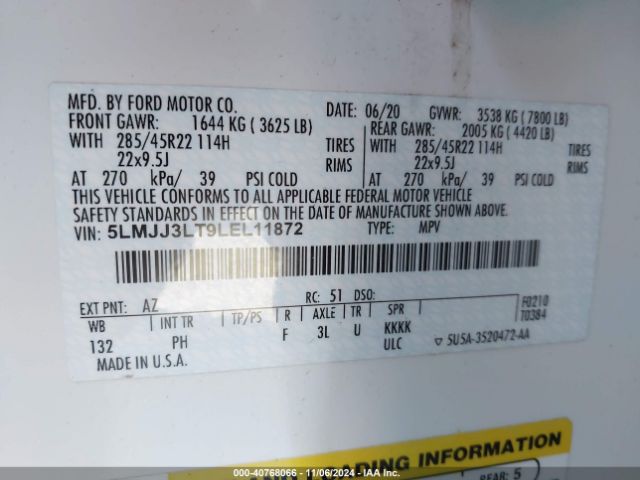 MFD. BY FORD MOTOR CO.
DATE: 06/20 GVWR: 3538 KG ( 7800 LB)
FRONT GAWR: 1644 KG ( 3625 LB)
REAR GAWR: 2005 KG ( 4420 LB)
WITH 285/45R22 114H TIRES
WITH 285/45R22 114H TIRES
22x9.5J RIMS
22x9.5J RIMS
AT 270 kPa/ 39 PSI COLD
AT 270 kPa/ 39 PSI COLD
THIS VEHICLE CONFORMS TO ALL APPLICABLE FEDERAL MOTOR VEHICLE
SAFETY STANDARDS IN EFFECT ON THE DATE OF MANUFACTURE SHOWN ABOVE.
VIN: 5LMJJ3LT9LEL11872 TYPE: MPV
EXT PNT: AZ RC: 51 DSO:
F0210
T0384
WB INT TR TP/PS R AXLE TR SPR
132 PH F 3L U KKKK
ULC
5U5A-3520472-AA
MADE IN U.S.A.
LOADING INFORMATION
REAR: 5
00-40768066 - 11/06/2024 - IAA Inc.